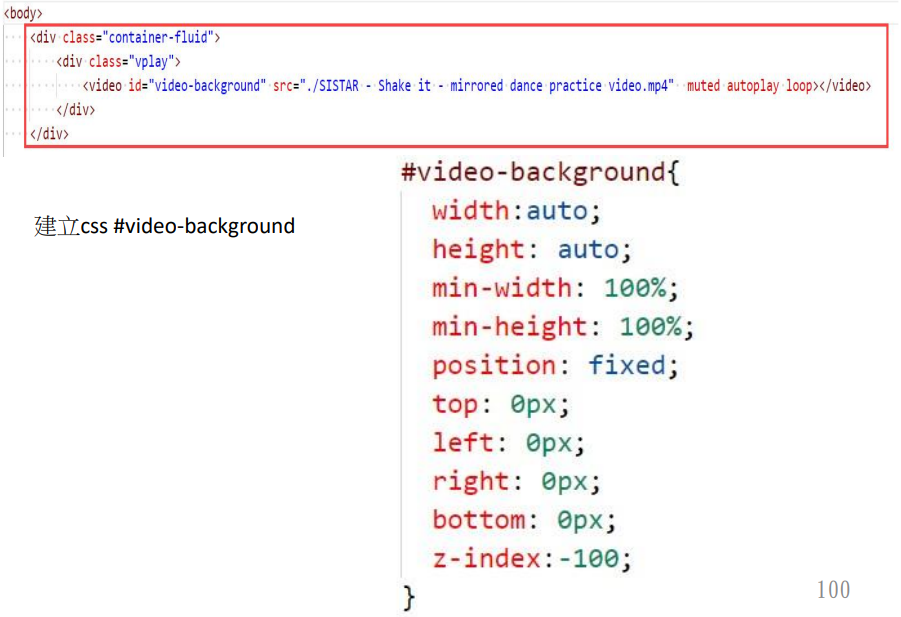 <body>
<div class="container-fluid">
<div class="vplay">
<video id="video-background" src="./SISTAR - Shake it - mirrored dance practice video.mp4" muted autoplay loop></video>
</div>
</div>
#video-background{
width:auto;
height: auto;
min-width: 100%;
min-height: 100%;
position: fixed;
top: 0px;
left: 0px;
right: 0px;
bottom: 0px;
z-index:-100;
}
建立css #video-background
100